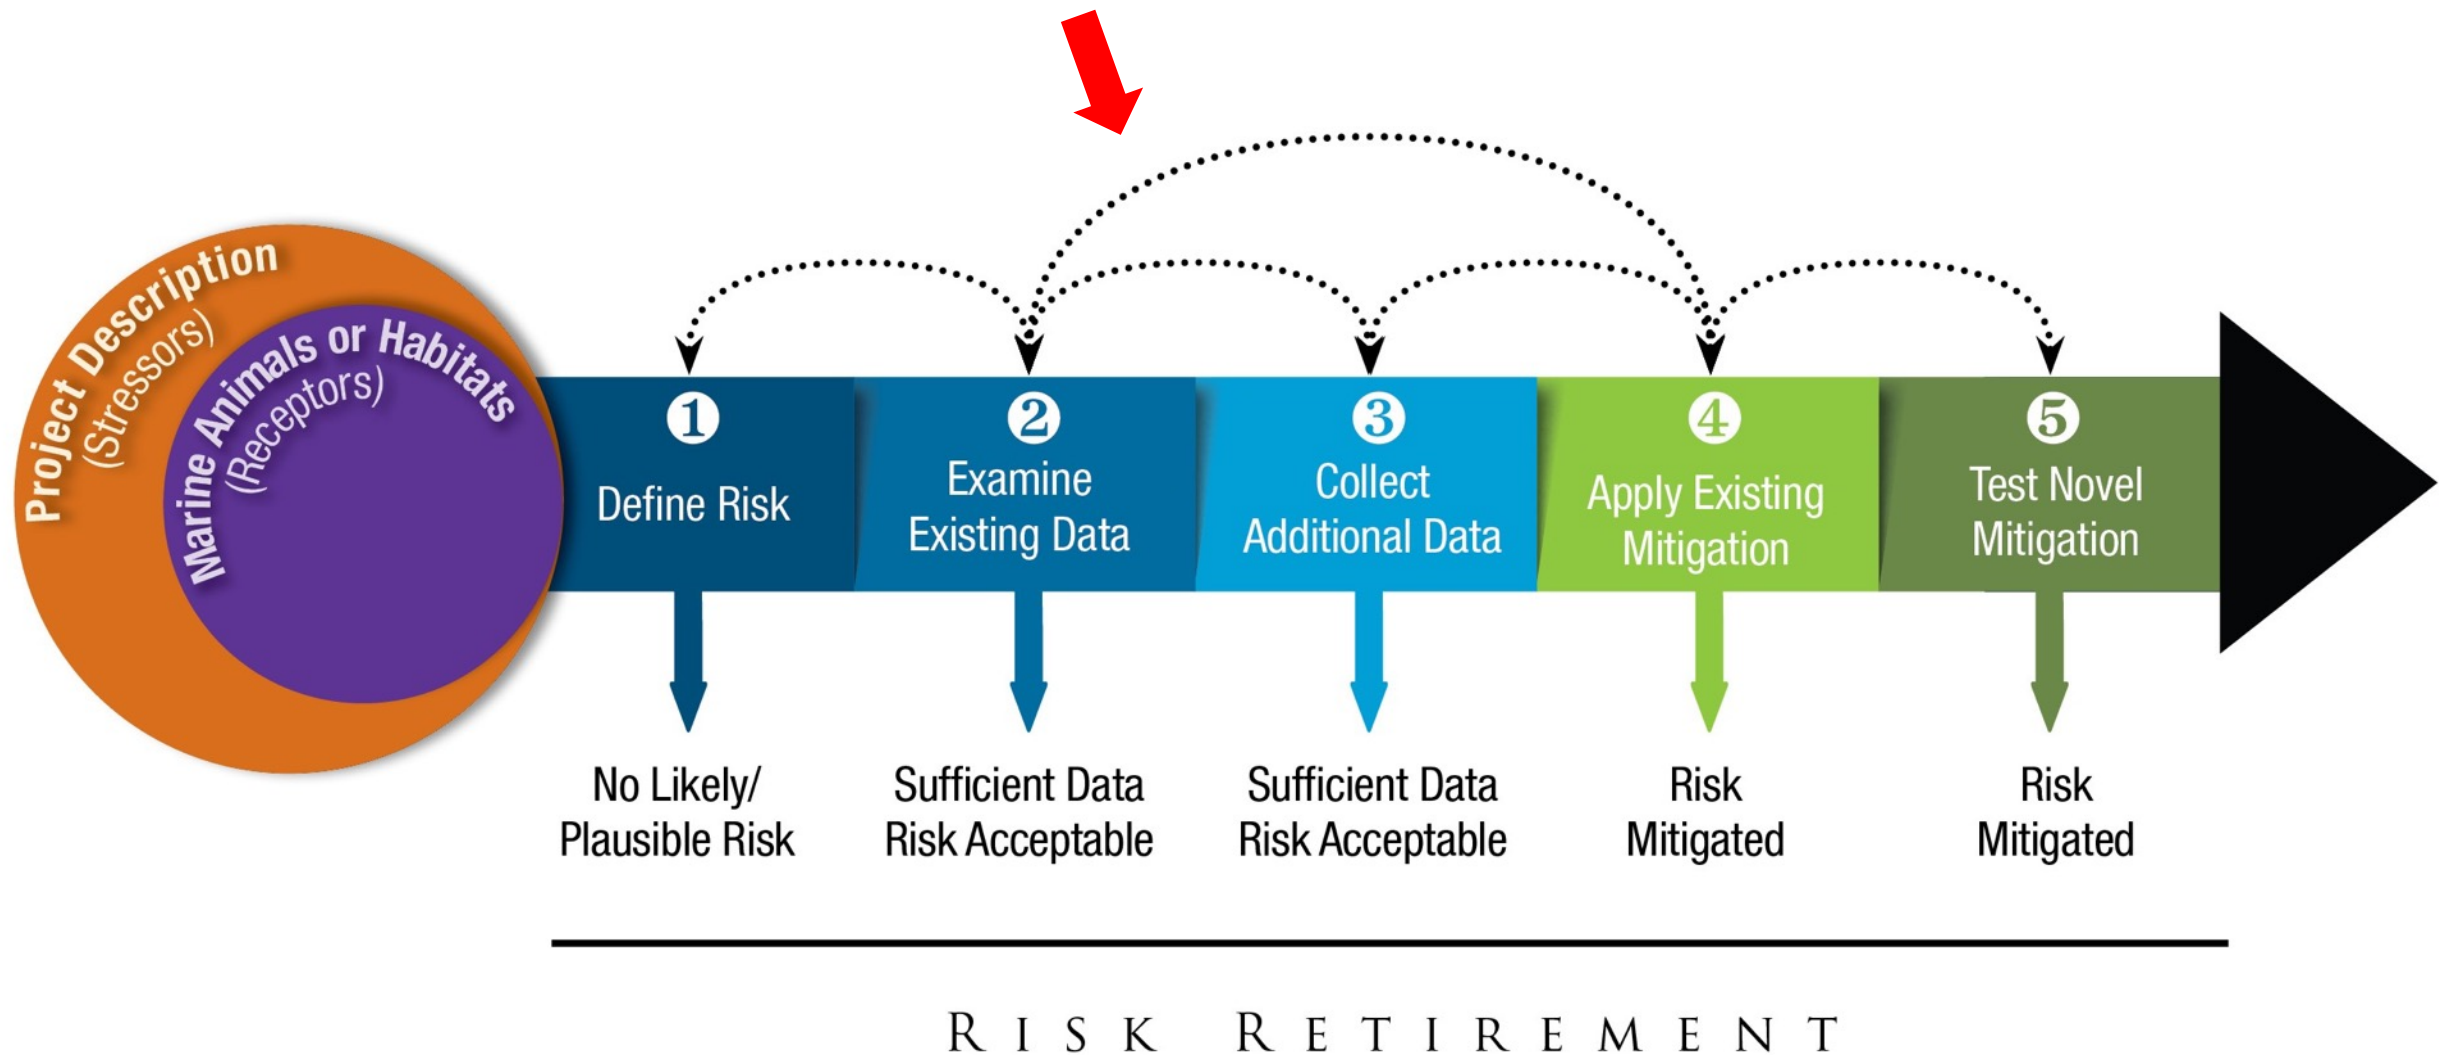 Project Description
(Stressors)
Marine Animals or Habitats
(Receptors)
1
Define Risk
2
Examine
Existing Data
3
Collect
Additional Data
4
Apply Existing
Mitigation
5
Test Novel
Mitigation
No Likely/
Plausible Risk
Sufficient Data
Risk Acceptable
Sufficient Data
Risk Acceptable
Risk
Mitigated
Risk
Mitigated
RISK RETIREMENT